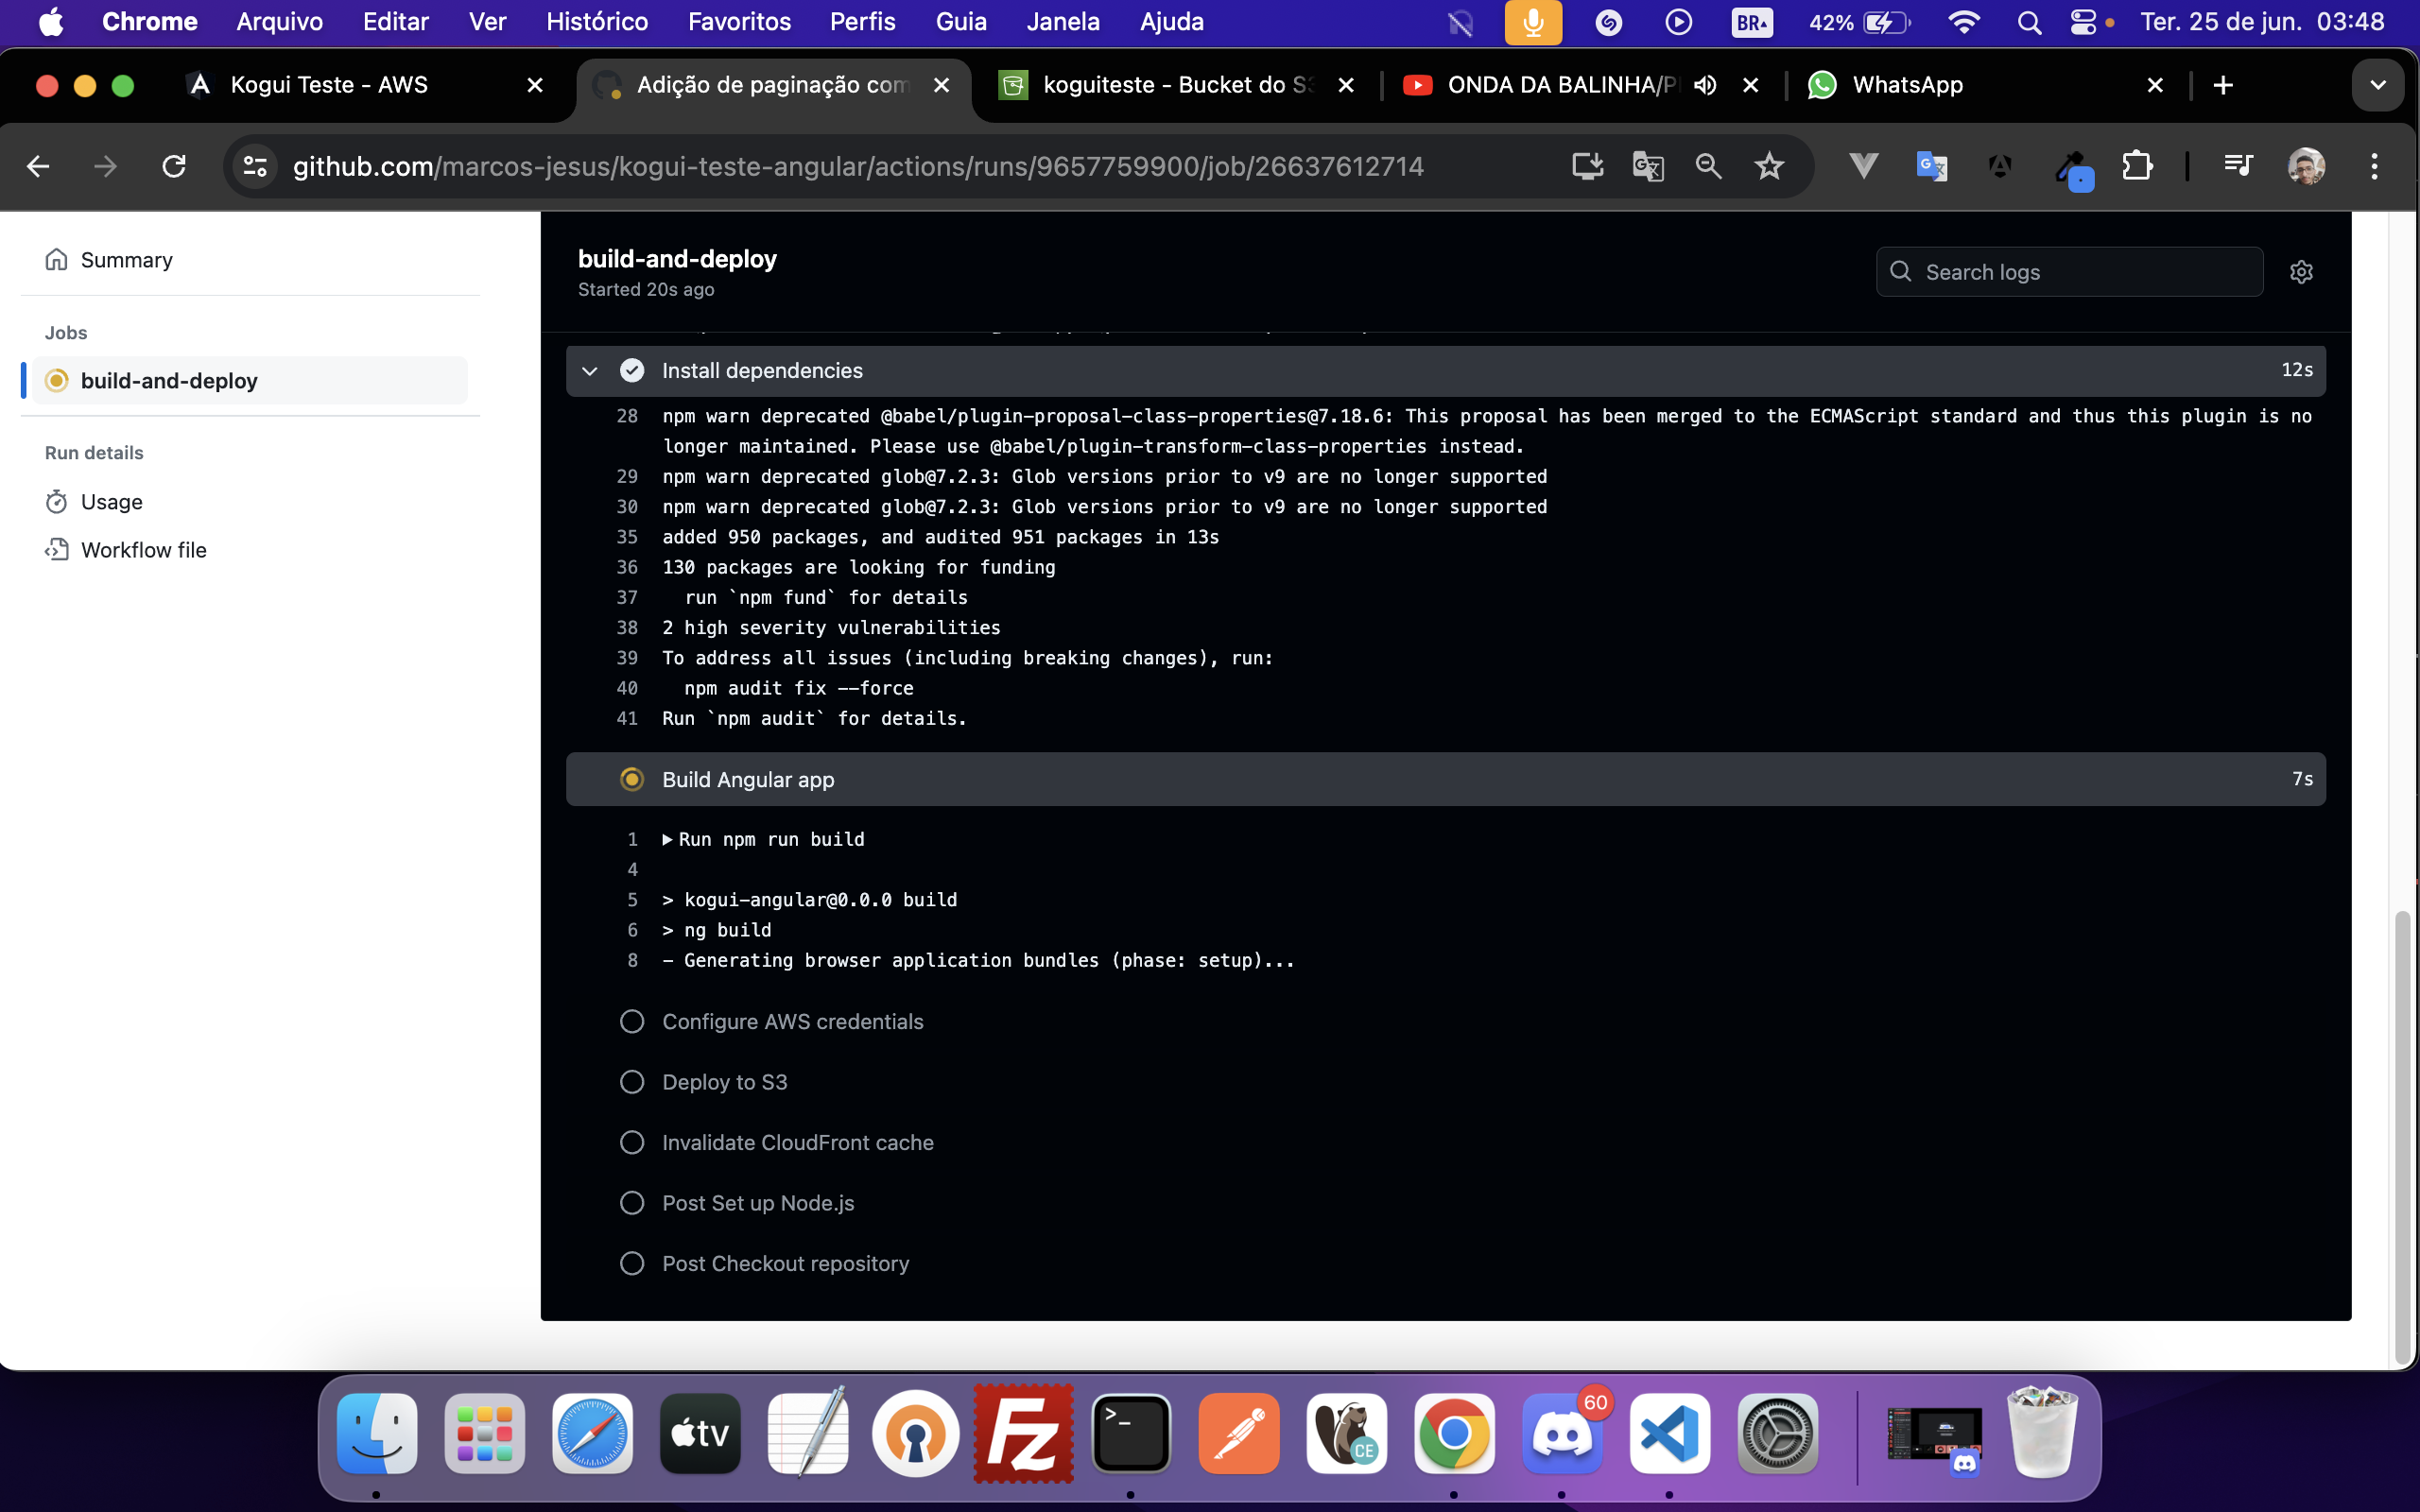 Chrome Arquivo Editar Ver Histórico Favoritos Perfis Guia Janela Ajuda BR 42% Ter. 25 de jun. 03:48
Kogui Teste - AWS Adição de paginação com koguiteste - Bucket do S3 ONDA DA BALINHA/P WhatsApp
github.com/marcos-jesus/kogui-teste-angular/actions/runs/9657759900/job/26637612714
Summary
Jobs
build-and-deploy
Run details
Usage
Workflow file
build-and-deploy
Started 20s ago
Search logs
Install dependencies 12s
28 npm warn deprecated @babel/plugin-proposal-class-properties@7.18.6: This proposal has been merged to the ECMAScript standard and thus this plugin is no
longer maintained. Please use @babel/plugin-transform-class-properties instead.
29 npm warn deprecated glob@7.2.3: Glob versions prior to v9 are no longer supported
30 npm warn deprecated glob@7.2.3: Glob versions prior to v9 are no longer supported
35 added 950 packages, and audited 951 packages in 13s
36 130 packages are looking for funding
37 run `npm fund` for details
38 2 high severity vulnerabilities
39 To address all issues (including breaking changes), run:
40 npm audit fix --force
41 Run `npm audit` for details.
Build Angular app 7s
1 Run npm run build
4
5 > kogui-angular@0.0.0 build
6 > ng build
8 - Generating browser application bundles (phase: setup)...
Configure AWS credentials
Deploy to S3
Invalidate CloudFront cache
Post Set up Node.js
Post Checkout repository
tv Fz >_ CE 60